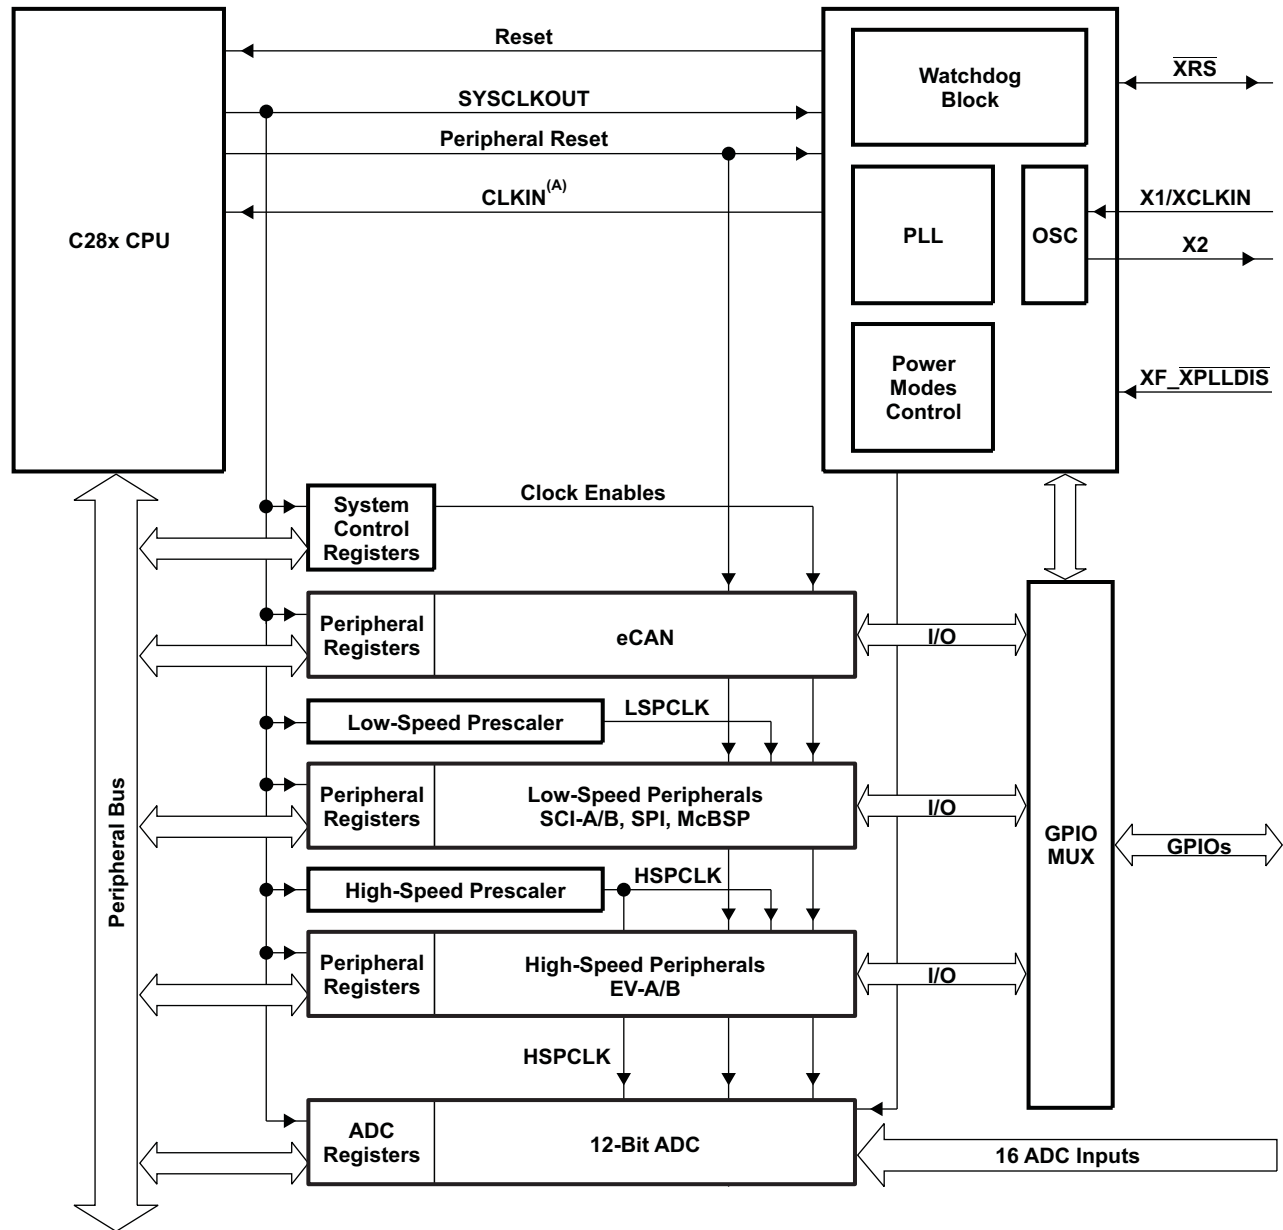 Reset
Watchdog
Block
XRS
SYSCLKOUT
Peripheral Reset
CLKIN(A)
C28x CPU
PLL
OSC
X1/XCLKIN
X2
Power
Modes
Control
XF_XPLLDIS
Clock Enables
System
Control
Registers
Peripheral
Registers
eCAN
I/O
Low-Speed Prescaler
LSPCLK
Peripheral Bus
Peripheral
Registers
Low-Speed Peripherals
SCI-A/B, SPI, McBSP
I/O
GPIO
MUX
GPIOs
High-Speed Prescaler
HSPCLK
Peripheral
Registers
High-Speed Peripherals
EV-A/B
I/O
HSPCLK
ADC
Registers
12-Bit ADC
16 ADC Inputs